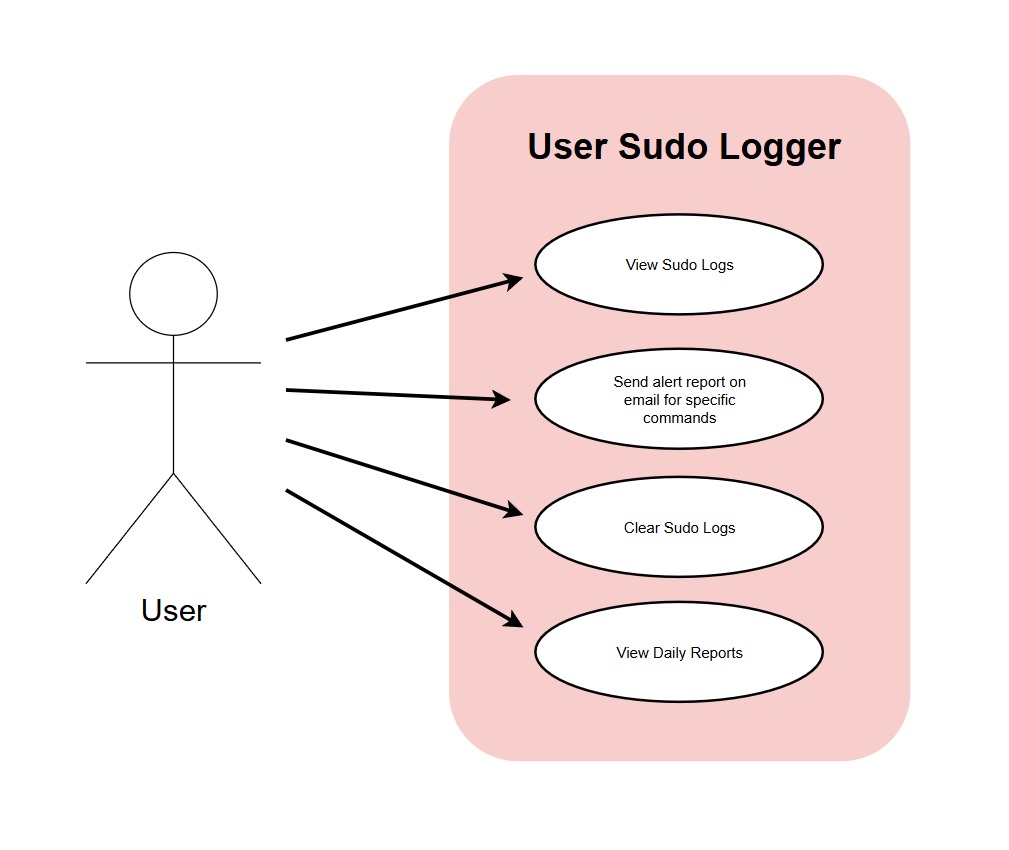 User Sudo Logger
View Sudo Logs
Send alert report on
email for specific
commands
Clear Sudo Logs
View Daily Reports
User